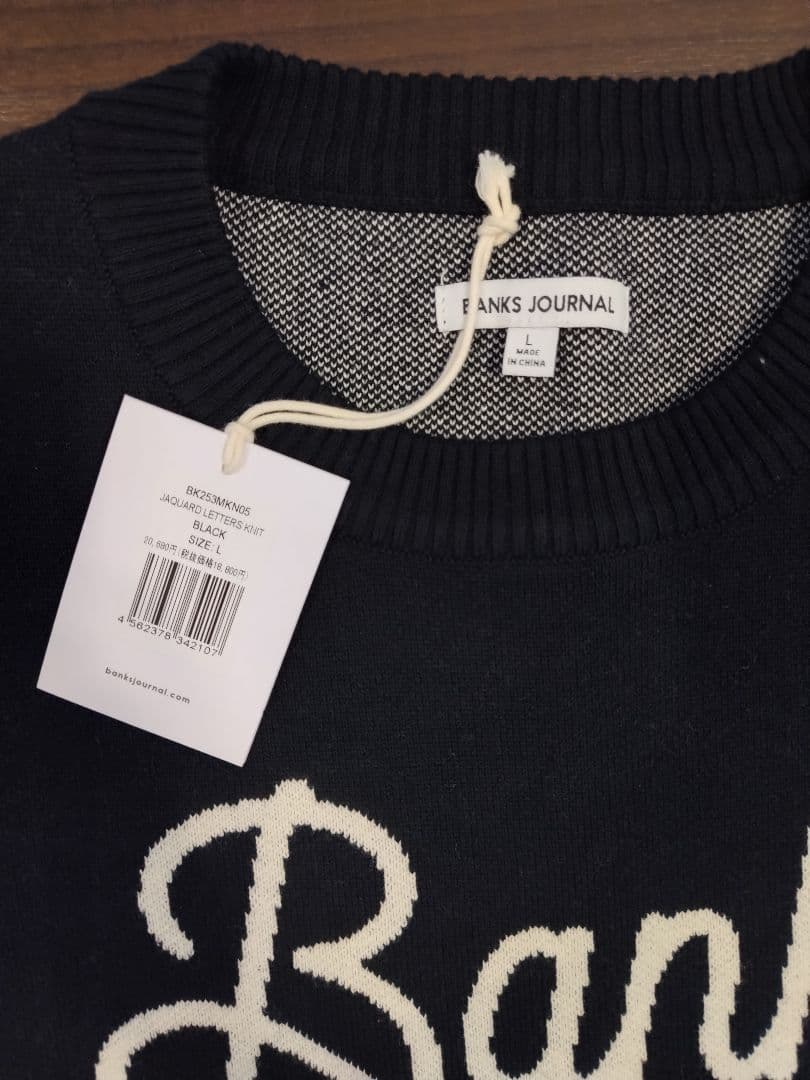 BANKS JOURNAL
L
MADE
IN CHINA
BK253MKN05
JAQUARD LETTERS KNIT
BLACK
SIZE: L
20,680円(税抜価格18,800円)
4 562378 342107
banksjournal.com
Ban